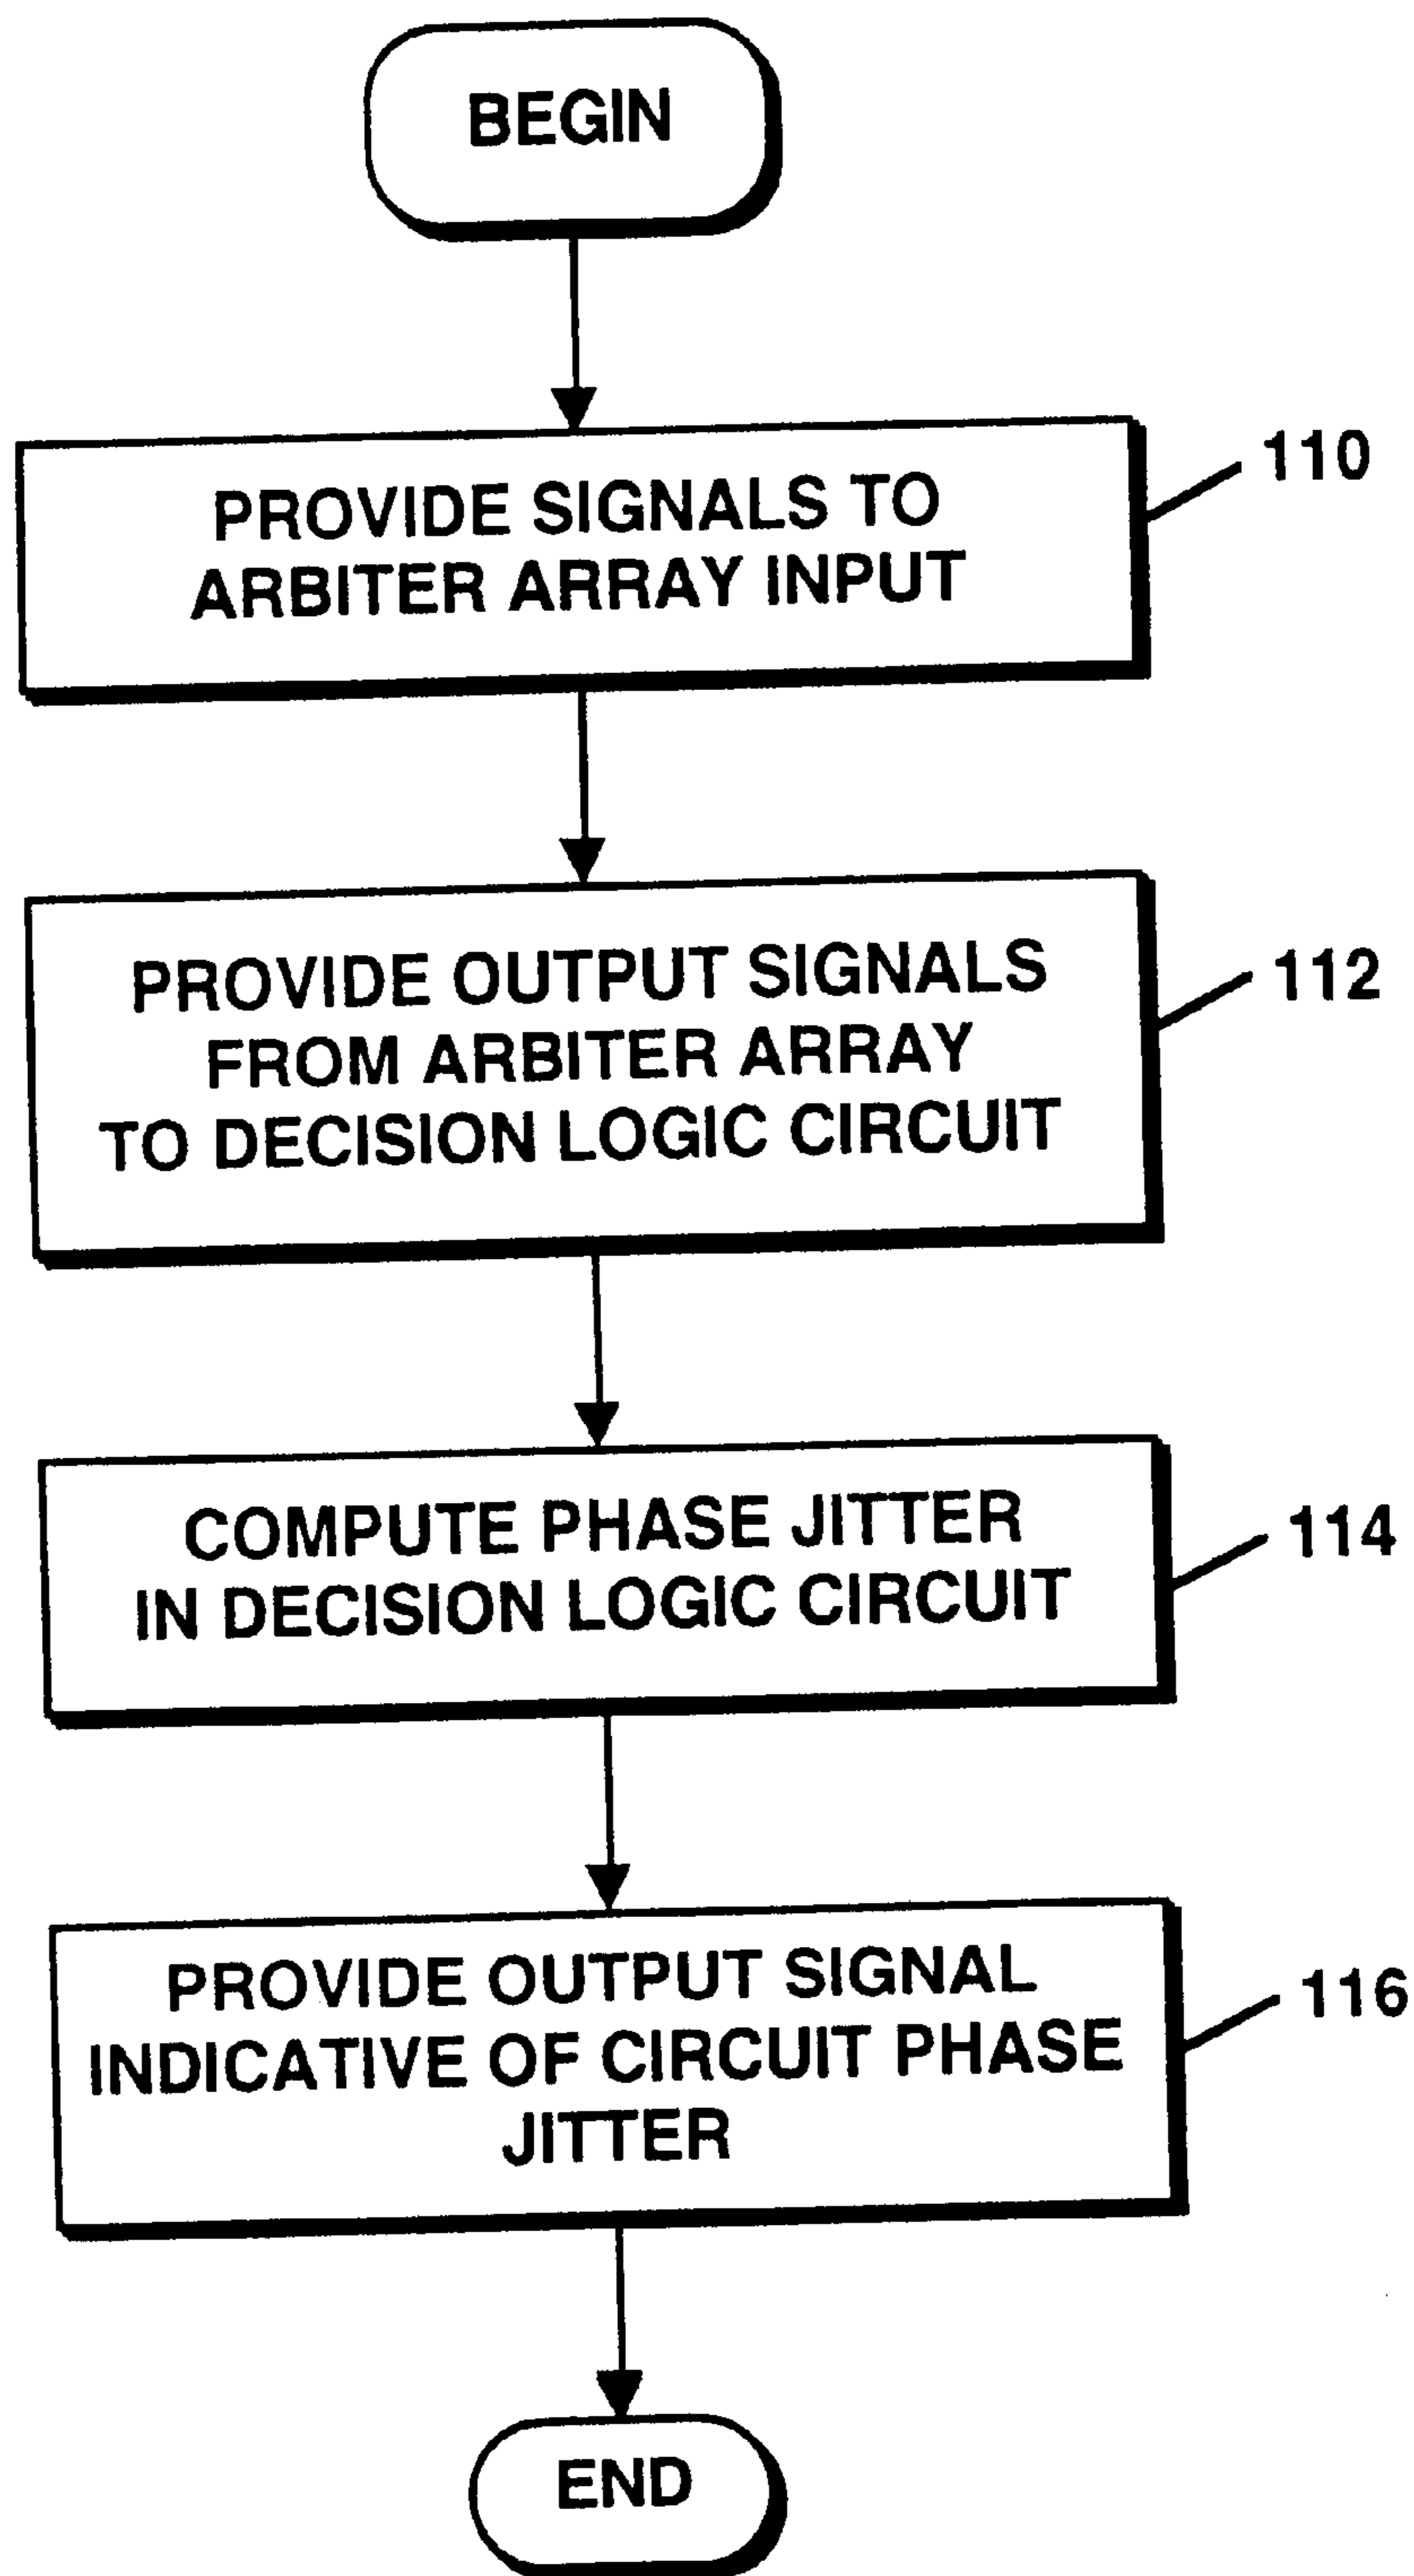 BEGIN
PROVIDE SIGNALS TO
ARBITER ARRAY INPUT
110
PROVIDE OUTPUT SIGNALS
FROM ARBITER ARRAY
TO DECISION LOGIC CIRCUIT
112
COMPUTE PHASE JITTER
IN DECISION LOGIC CIRCUIT
114
PROVIDE OUTPUT SIGNAL
INDICATIVE OF CIRCUIT PHASE
JITTER
116
END